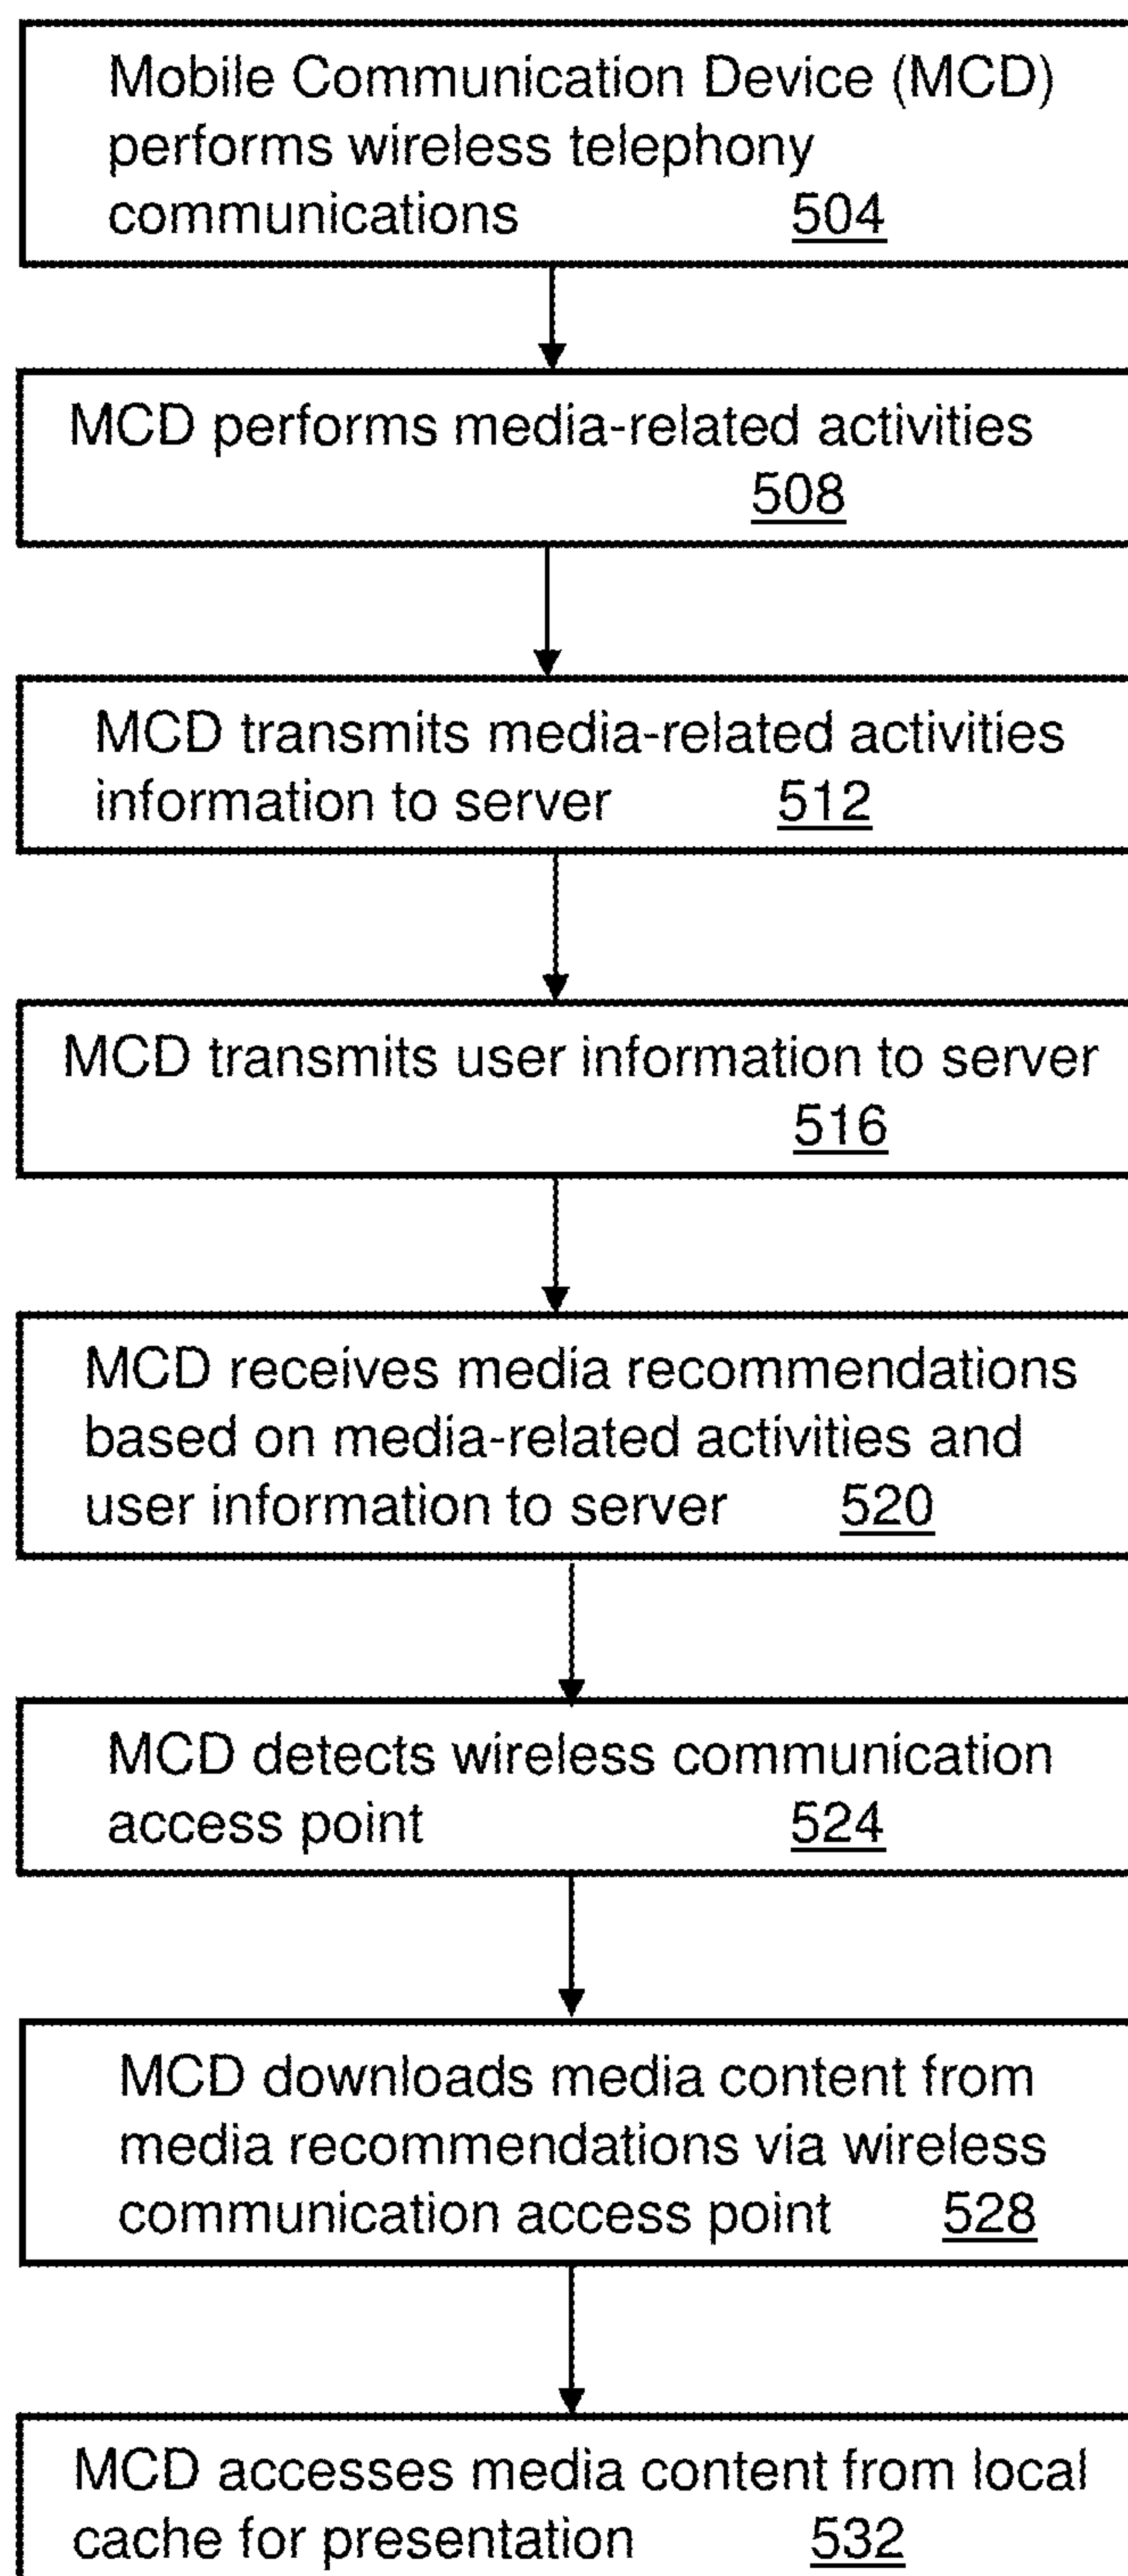 Mobile Communication Device (MCD)
performs wireless telephony
communications 504
MCD performs media-related activities
508
MCD transmits media-related activities
information to server 512
MCD transmits user information to server
516
MCD receives media recommendations
based on media-related activities and
user information to server 520
MCD detects wireless communication
access point 524
MCD downloads media content from
media recommendations via wireless
communication access point 528
MCD accesses media content from local
cache for presentation 532